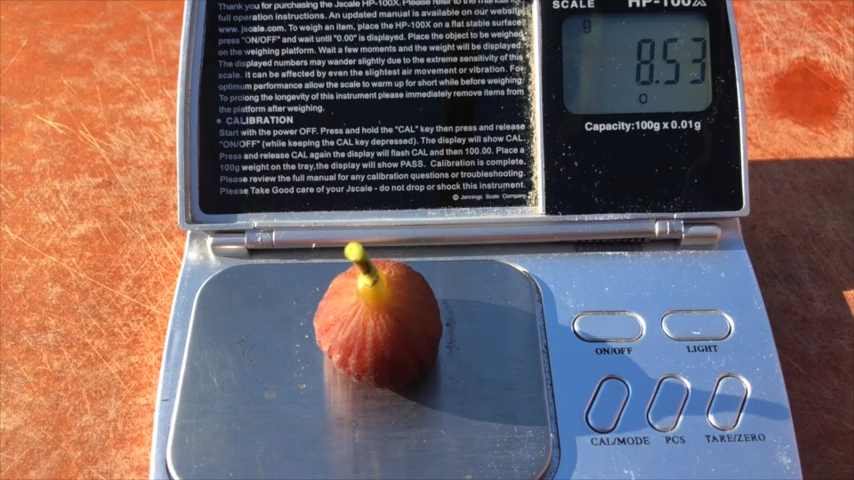 Thank you for purchasing the Jscale HP-100X. Please refer to the manual for
full operation instructions. An updated manual is available on our website
www.jscale.com. To weigh an item, place the HP-100X on a flat stable surface
press "ON/OFF" and wait until "0.00" is displayed. Place the object to be weighed
on the weighing platform. Wait a few moments and the weight will be displayed.
The displayed numbers may wander slightly due to the extreme sensitivity of this
scale. It can be affected by even the slightest air movement or vibration. For
optimum performance allow the scale to warm up for short while before weighing.
To prolong the longevity of this instrument please immediately remove items from
the platform after weighing.
• CALIBRATION
Start with the power OFF. Press and hold the "CAL" key then press and release
"ON/OFF" (while keeping the CAL key depressed). The display will show CAL.
Press and release CAL again the display will flash CAL and then 100.00. Place a
100g weight on the tray,the display will show PASS. Calibration is complete.
Please review the full manual for any calibration questions or troubleshooting.
Please Take Good care of your Jscale - do not drop or shock this instrument.
© Jennings Scale Company
SCALE HP-100X
g
8.53
Capacity:100g x 0.01g
ON/OFF LIGHT
CAL/MODE PCS TARE/ZERO